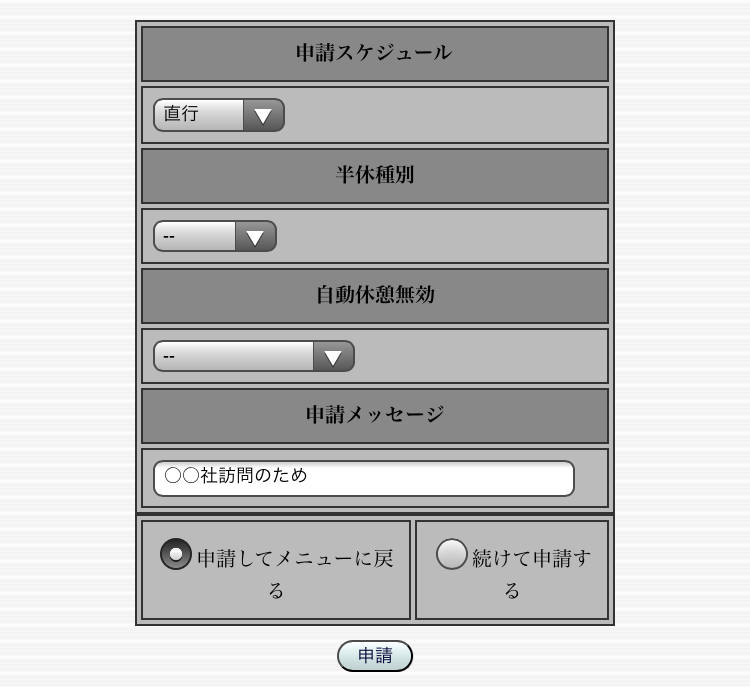 申請スケジュール
直行
半休種別
--
自動休憩無効
--
申請メッセージ
○○社訪問のため
申請してメニューに戻
る
続けて申請す
る
申請